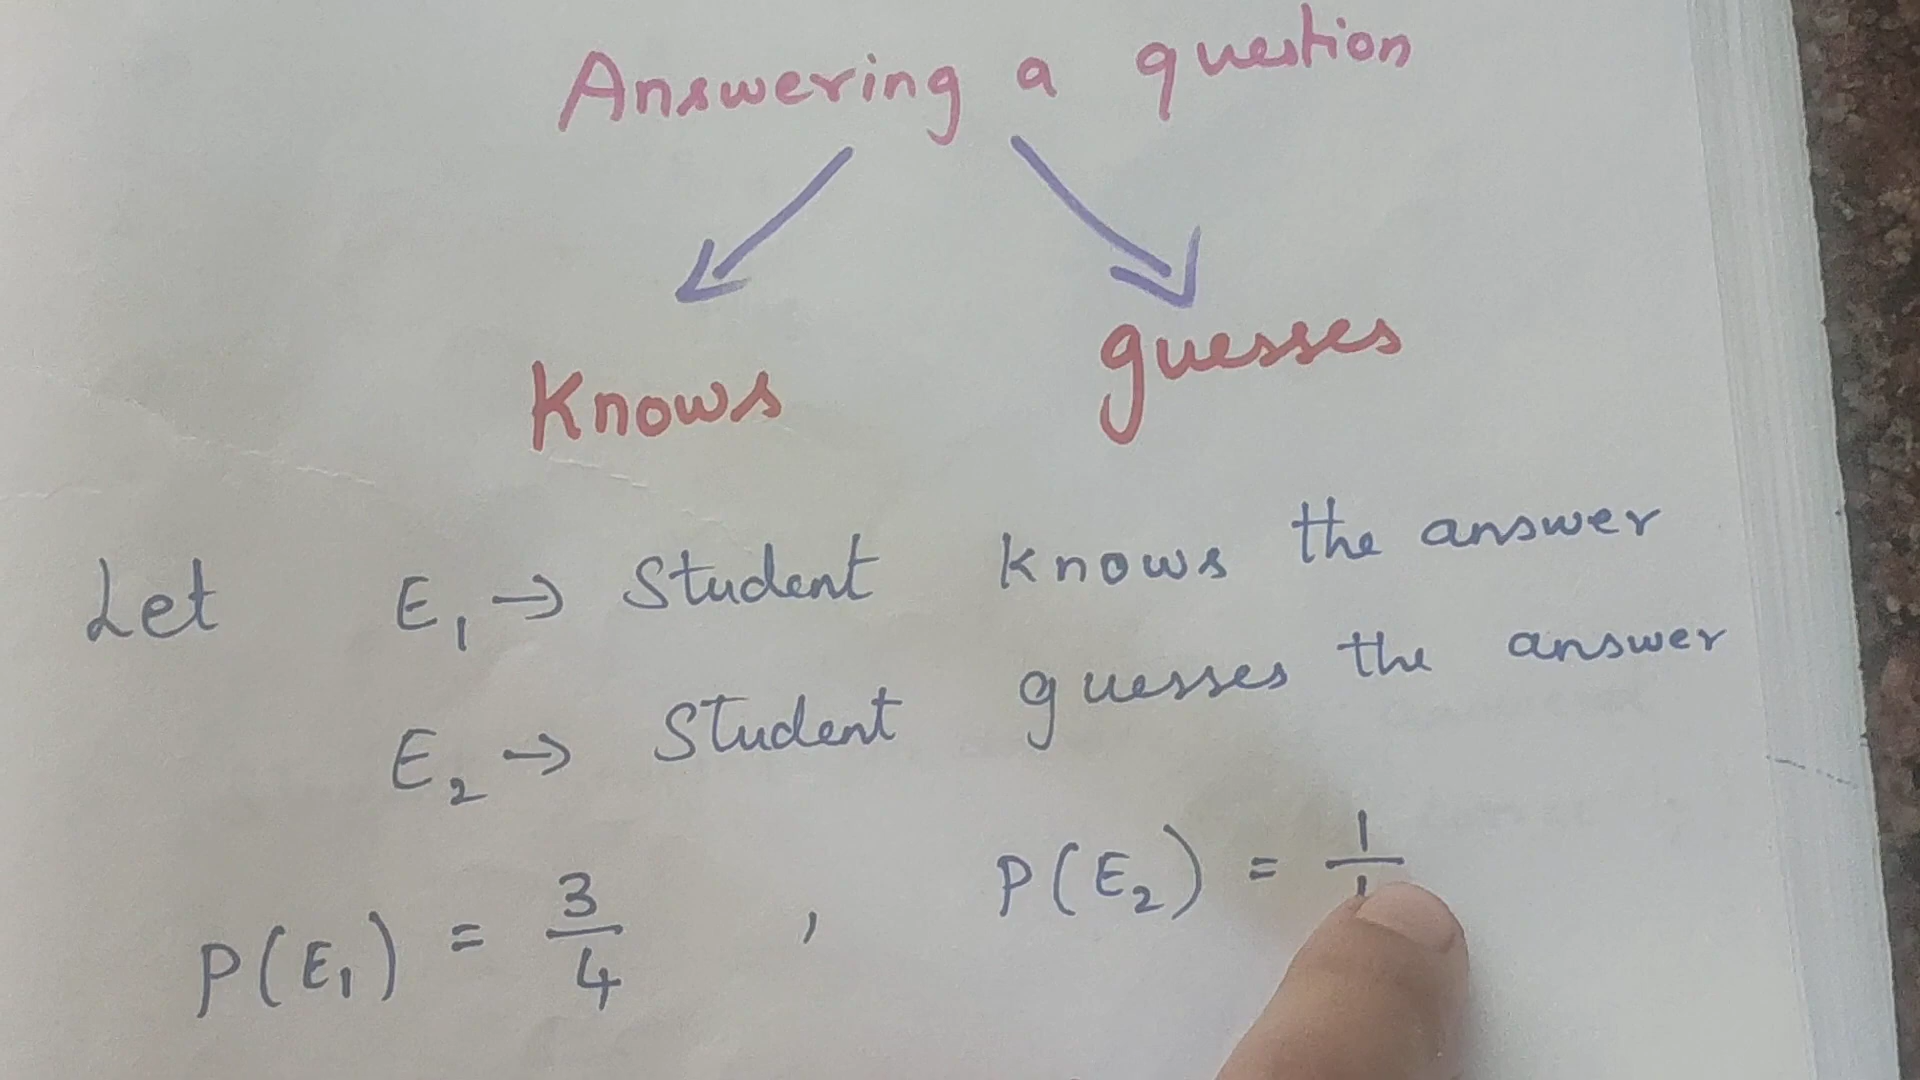 Answering a question
Knows guesses
Let E₁ → Student knows the answer
E₂ → Student guesses the answer
P(E₁) = 3/4 , P(E₂) = 1/